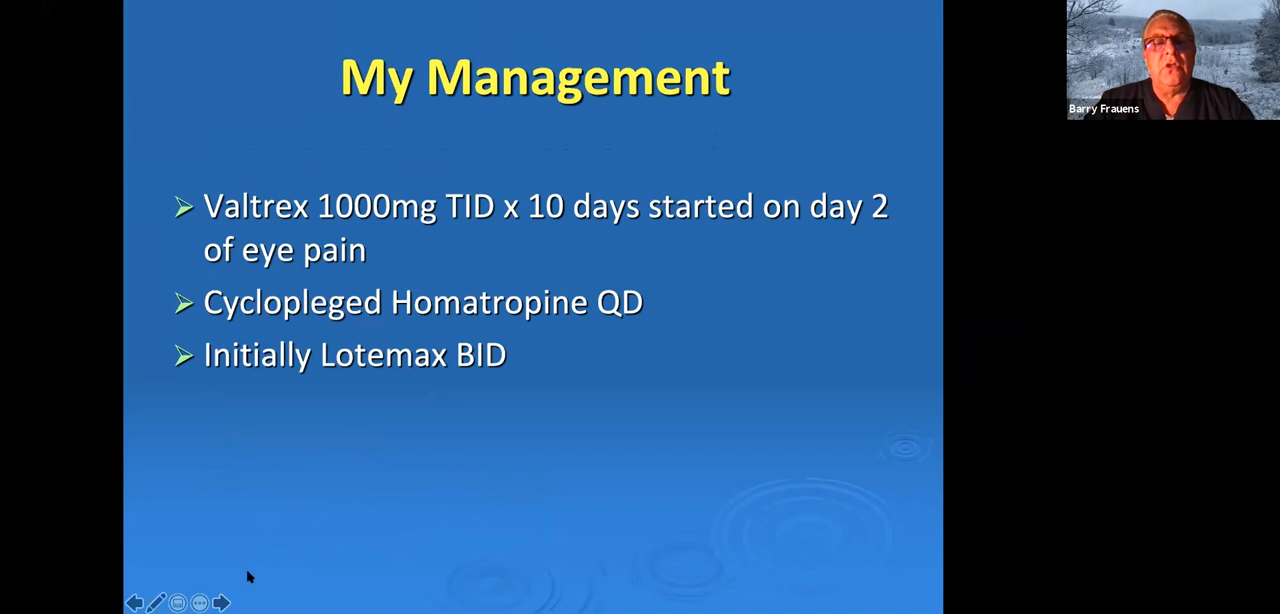 My Management
Valtrex 1000mg TID x 10 days started on day 2
of eye pain
Cyclopleged Homatropine QD
Initially Lotemax BID
Barry Frauens